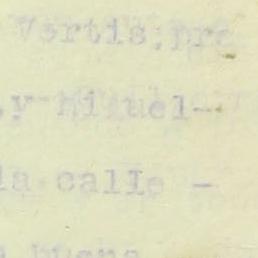 Vertis;pro
,y Miguel-
la calle -